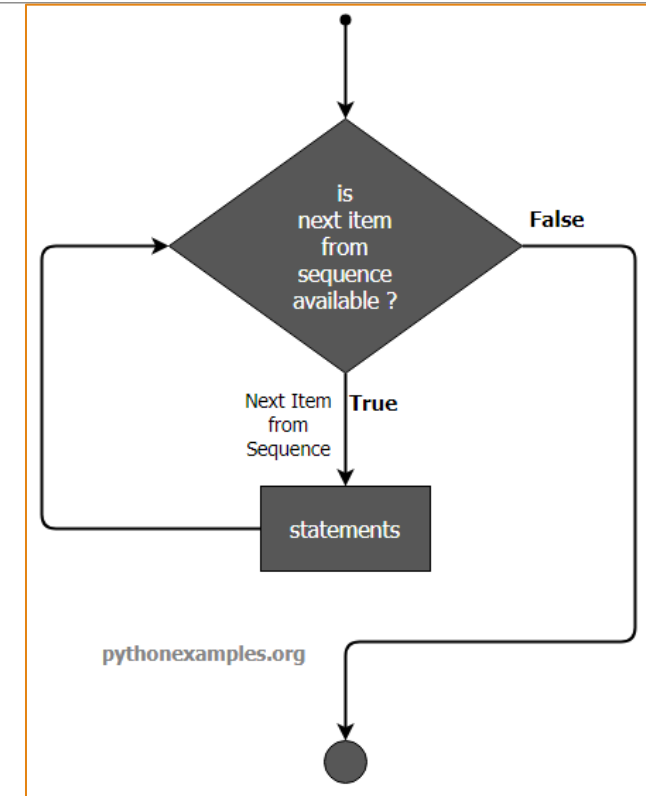 is
next item
from
sequence
available ?
False
True
Next Item
from
Sequence
statements
pythonexamples.org